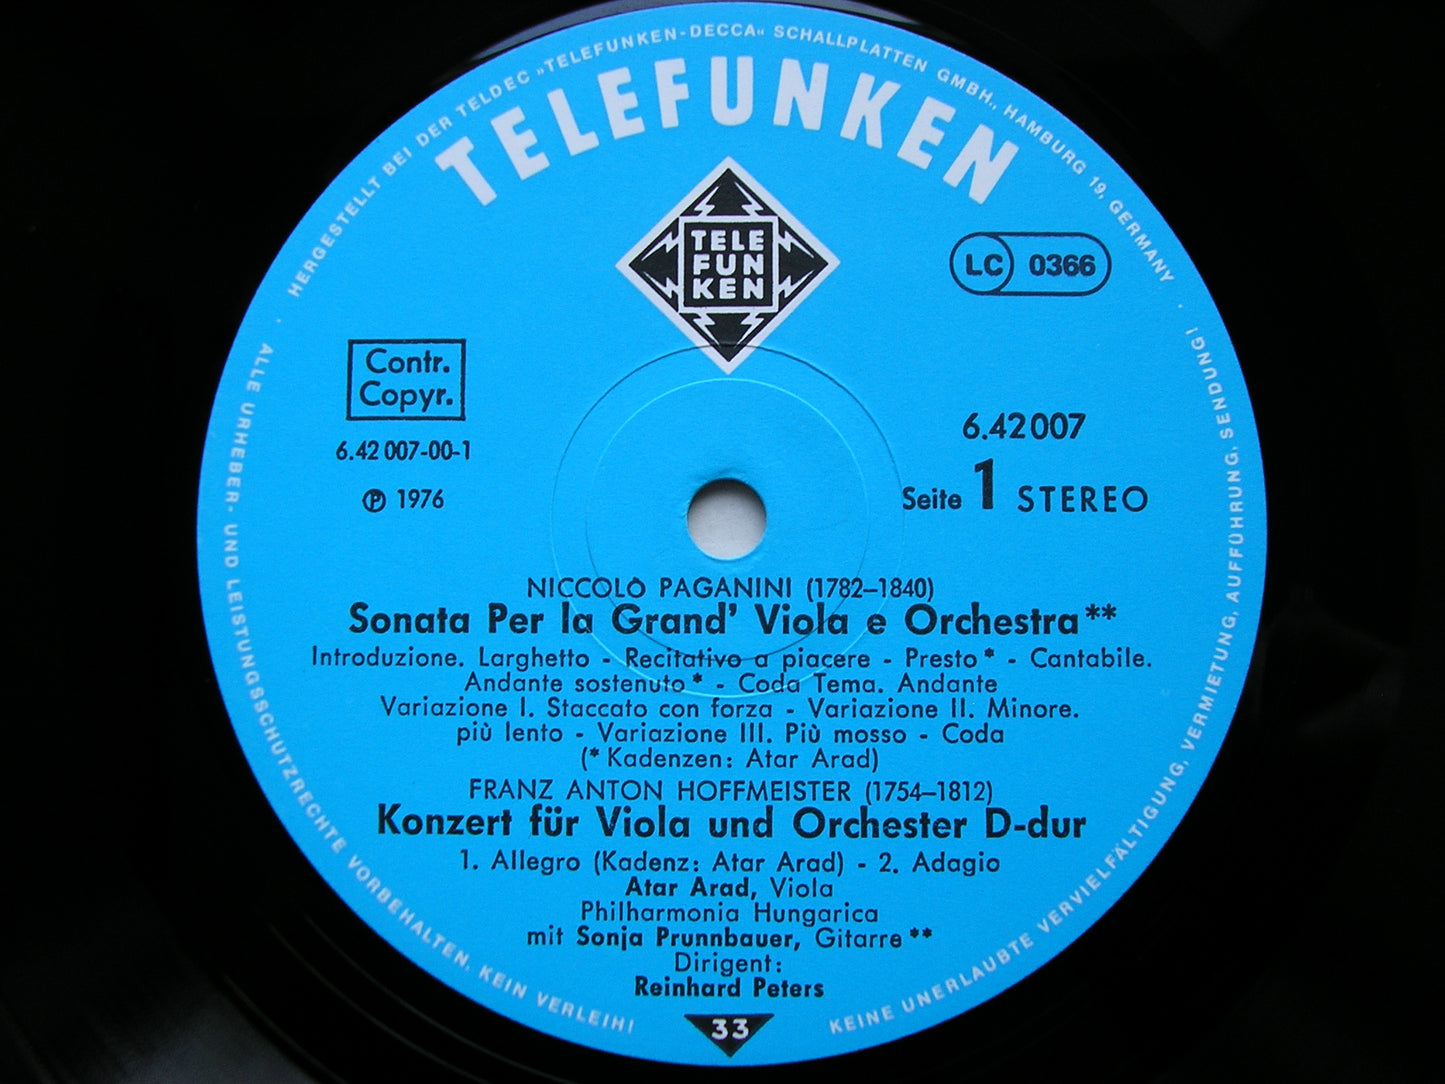 HERGESTELLT BEI DER TELDEC »TELEFUNKEN-DECCA« SCHALLPLATTEN GMBH., HAMBURG 19, GERMANY ·
TELEFUNKEN
TELE
FUN
KEN
LC 0366
Contr.
Copyr.
6.42 007-00-1
℗ 1976
6.42007
Seite 1 STEREO
NICCOLÒ PAGANINI (1782–1840)
Sonata Per la Grand' Viola e Orchestra**
Introduzione. Larghetto - Recitativo a piacere - Presto* - Cantabile.
Andante sostenuto* - Coda Tema. Andante
Variazione I. Staccato con forza - Variazione II. Minore.
più lento - Variazione III. Più mosso - Coda
(*Kadenzen: Atar Arad)
FRANZ ANTON HOFFMEISTER (1754–1812)
Konzert für Viola und Orchester D-dur
1. Allegro (Kadenz: Atar Arad) - 2. Adagio
Atar Arad, Viola
Philharmonia Hungarica
mit Sonja Prunnbauer, Gitarre**
Dirigent:
Reinhard Peters
33
· ALLE URHEBER- UND LEISTUNGSSCHUTZRECHTE VORBEHALTEN. KEIN VERLEIH!
KEINE UNERLAUBTE VERVIELFÄLTIGUNG, VERMIETUNG, AUFFÜHRUNG, SENDUNG!